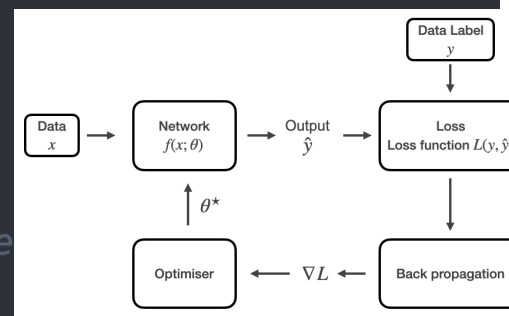 Data Label
y
Data
x
Network
f(x; θ)
Output
ŷ
Loss
Loss function L(y, ŷ
θ⋆
Optimiser
∇L
Back propagation
e